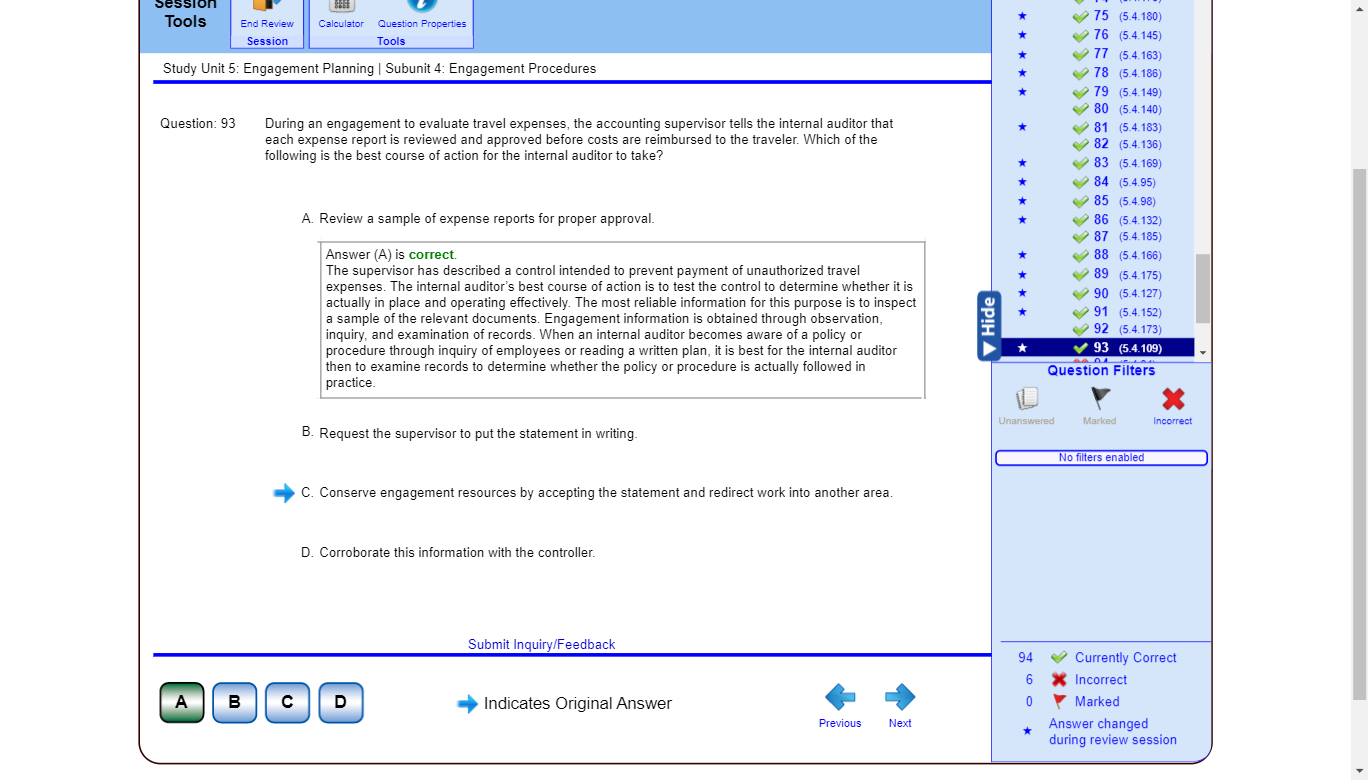 Session
Tools
End Review
Session
Calculator
Question Properties
Tools
Study Unit 5: Engagement Planning | Subunit 4: Engagement Procedures
Question: 93
During an engagement to evaluate travel expenses, the accounting supervisor tells the internal auditor that
each expense report is reviewed and approved before costs are reimbursed to the traveler. Which of the
following is the best course of action for the internal auditor to take?
A. Review a sample of expense reports for proper approval.
Answer (A) is correct.
The supervisor has described a control intended to prevent payment of unauthorized travel
expenses. The internal auditor's best course of action is to test the control to determine whether it is
actually in place and operating effectively. The most reliable information for this purpose is to inspect
a sample of the relevant documents. Engagement information is obtained through observation,
inquiry, and examination of records. When an internal auditor becomes aware of a policy or
procedure through inquiry of employees or reading a written plan, it is best for the internal auditor
then to examine records to determine whether the policy or procedure is actually followed in
practice.
B. Request the supervisor to put the statement in writing.
C. Conserve engagement resources by accepting the statement and redirect work into another area.
D. Corroborate this information with the controller.
Submit Inquiry/Feedback
A B C D
Indicates Original Answer
Previous
Next
75 (5.4.180)
76 (5.4.145)
77 (5.4.163)
78 (5.4.186)
79 (5.4.149)
80 (5.4.140)
81 (5.4.183)
82 (5.4.136)
83 (5.4.169)
84 (5.4.95)
85 (5.4.98)
86 (5.4.132)
87 (5.4.185)
88 (5.4.166)
89 (5.4.175)
90 (5.4.127)
91 (5.4.152)
92 (5.4.173)
93 (5.4.109)
Hide
Question Filters
Unanswered
Marked
Incorrect
No filters enabled
94 Currently Correct
6 Incorrect
0 Marked
Answer changed
during review session